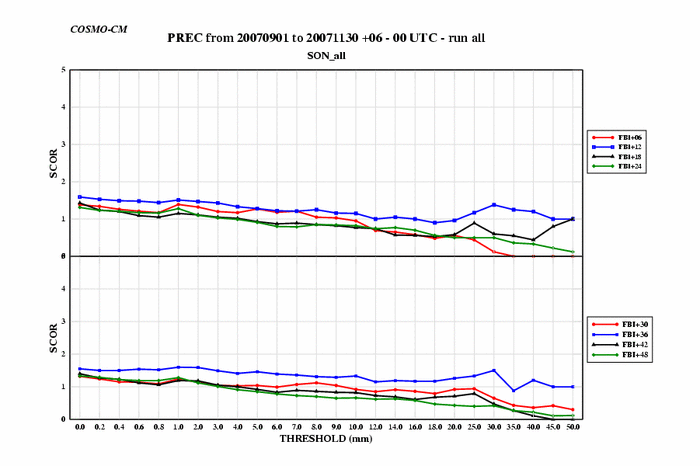 COSMO-CM
PREC from 20070901 to 20071130 +06 - 00 UTC - run all
SON_all
5
4
3
2
1
0
SCOR
FBI+06
FBI+12
FBI+18
FBI+24
4
3
2
1
0
SCOR
FBI+30
FBI+36
FBI+42
FBI+48
0.0 0.2 0.4 0.6 0.8 1.0 2.0 3.0 4.0 5.0 6.0 7.0 8.0 9.0 10.0 12.0 14.0 16.0 18.0 20.0 25.0 30.0 35.0 40.0 45.0 50.0
THRESHOLD (mm)